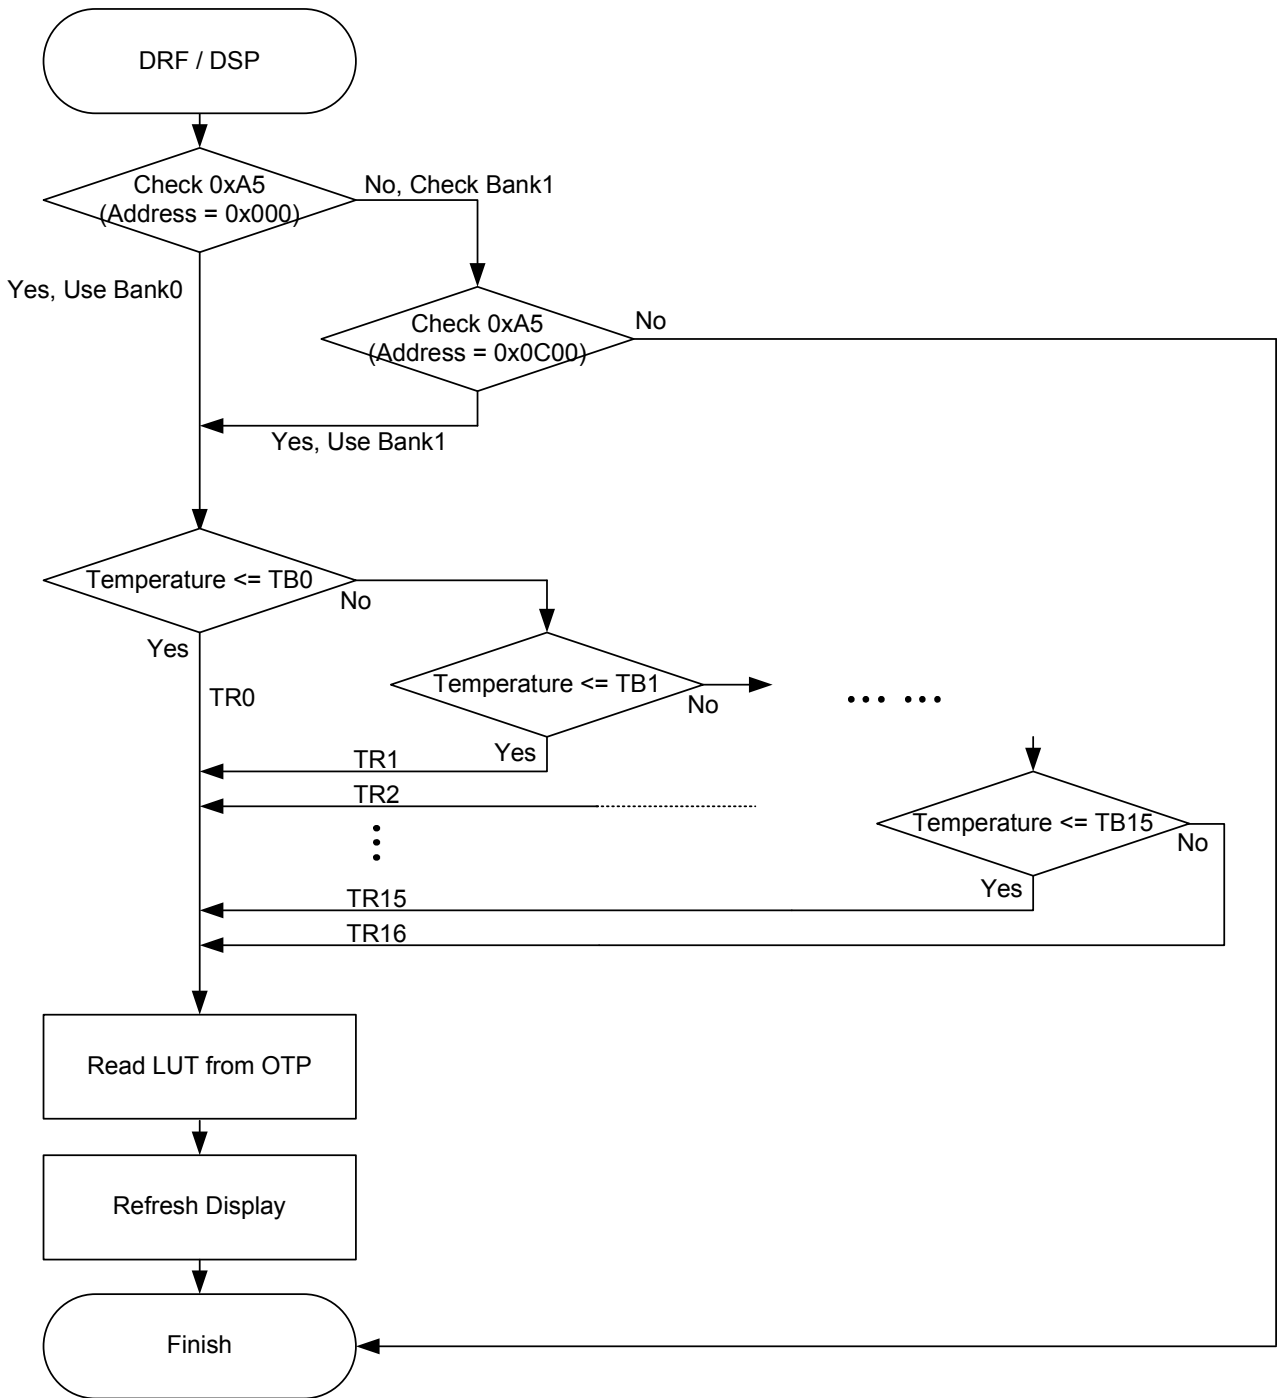 DRF / DSP
Check 0xA5
(Address = 0x000)
No, Check Bank1
Yes, Use Bank0
Check 0xA5
(Address = 0x0C00)
No
Yes, Use Bank1
Temperature <= TB0
No
Yes
TR0
Temperature <= TB1
No
Yes
... ...
TR1
TR2
Temperature <= TB15
No
Yes
TR15
TR16
Read LUT from OTP
Refresh Display
Finish